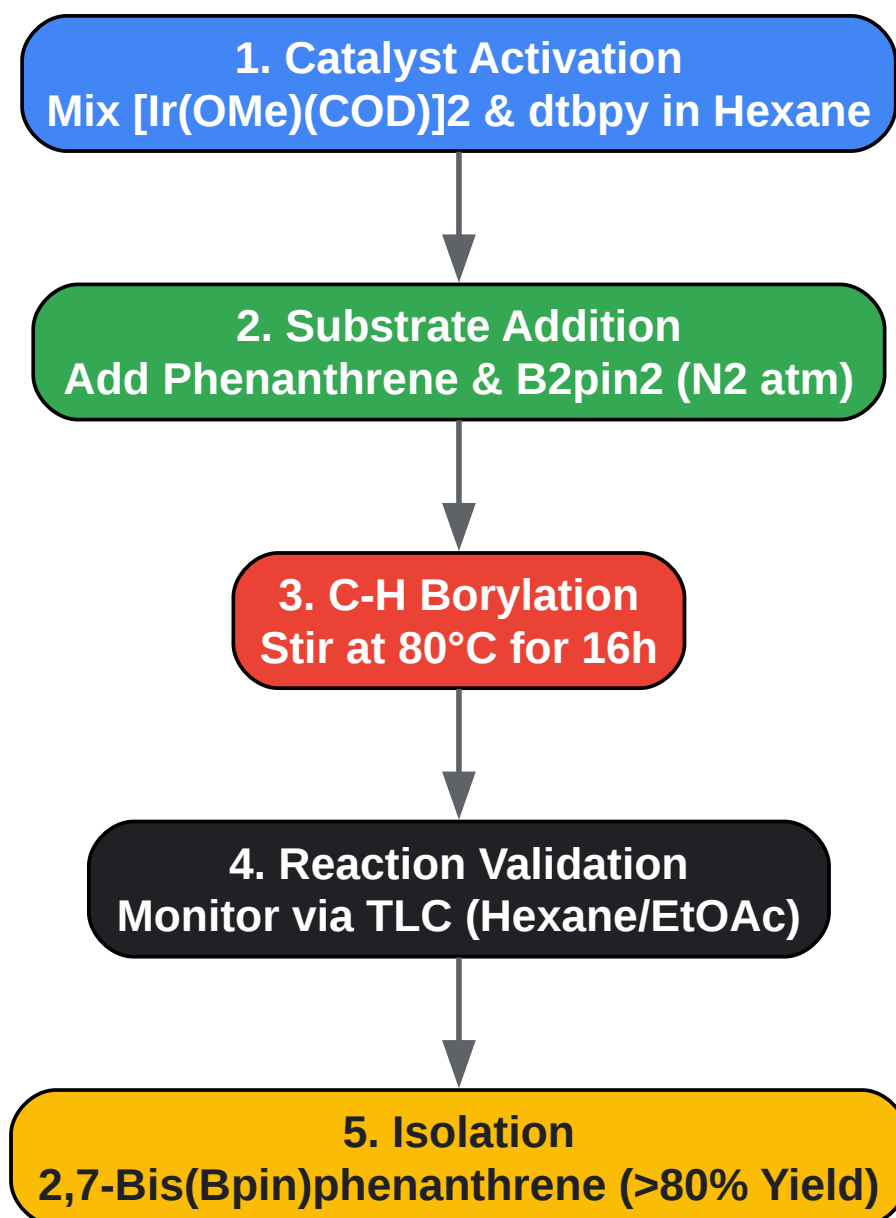 1. Catalyst Activation
Mix [Ir(OMe)(COD)]2 & dtbpy in Hexane
2. Substrate Addition
Add Phenanthrene & B2pin2 (N2 atm)
3. C-H Borylation
Stir at 80°C for 16h
4. Reaction Validation
Monitor via TLC (Hexane/EtOAc)
5. Isolation
2,7-Bis(Bpin)phenanthrene (>80% Yield)